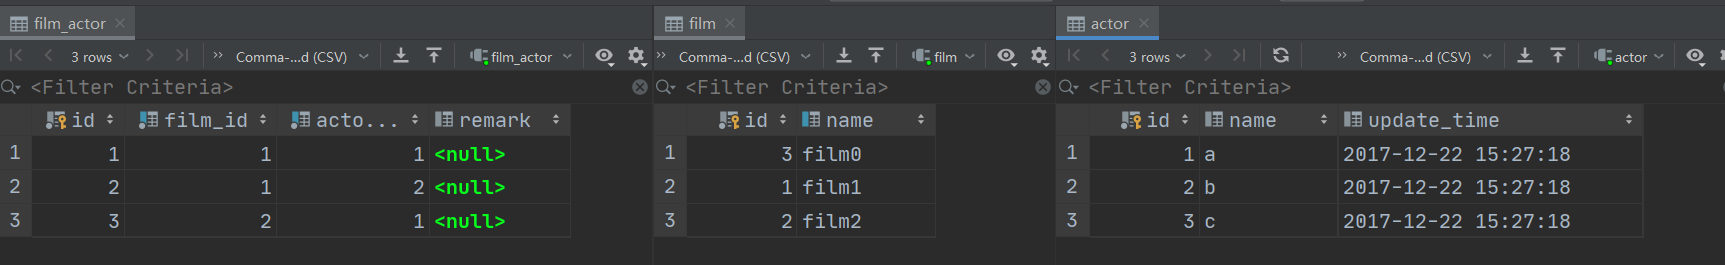 film_actor
3 rows
Comma-...d (CSV)
film_actor
<Filter Criteria>
id film_id acto... remark
1 1 1 1 <null>
2 2 1 2 <null>
3 3 2 1 <null>
film
Comma-...d (CSV)
film
<Filter Criteria>
id name
1 3 film0
2 1 film1
3 2 film2
actor
3 rows
Comma-...d (CSV)
actor
<Filter Criteria>
id name update_time
1 1 a 2017-12-22 15:27:18
2 2 b 2017-12-22 15:27:18
3 3 c 2017-12-22 15:27:18